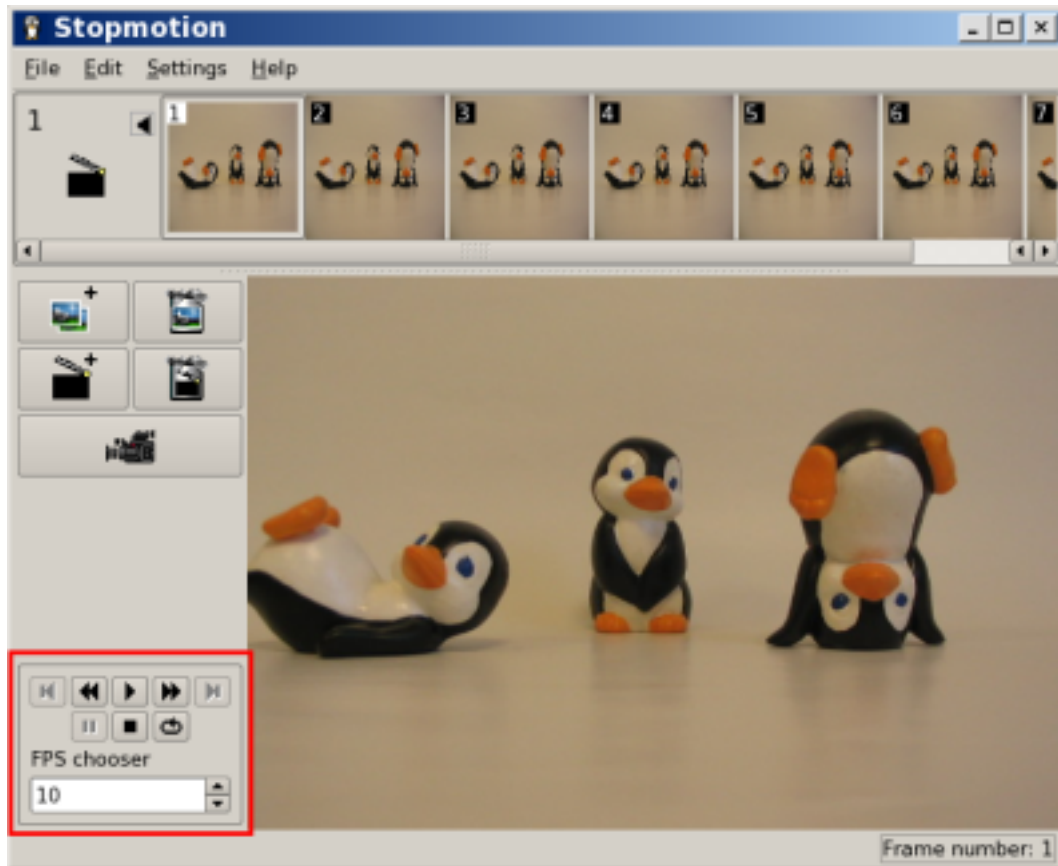 Stopmotion
File Edit Settings Help
1
1 2 3 4 5 6 7
FPS chooser
10
Frame number: 1